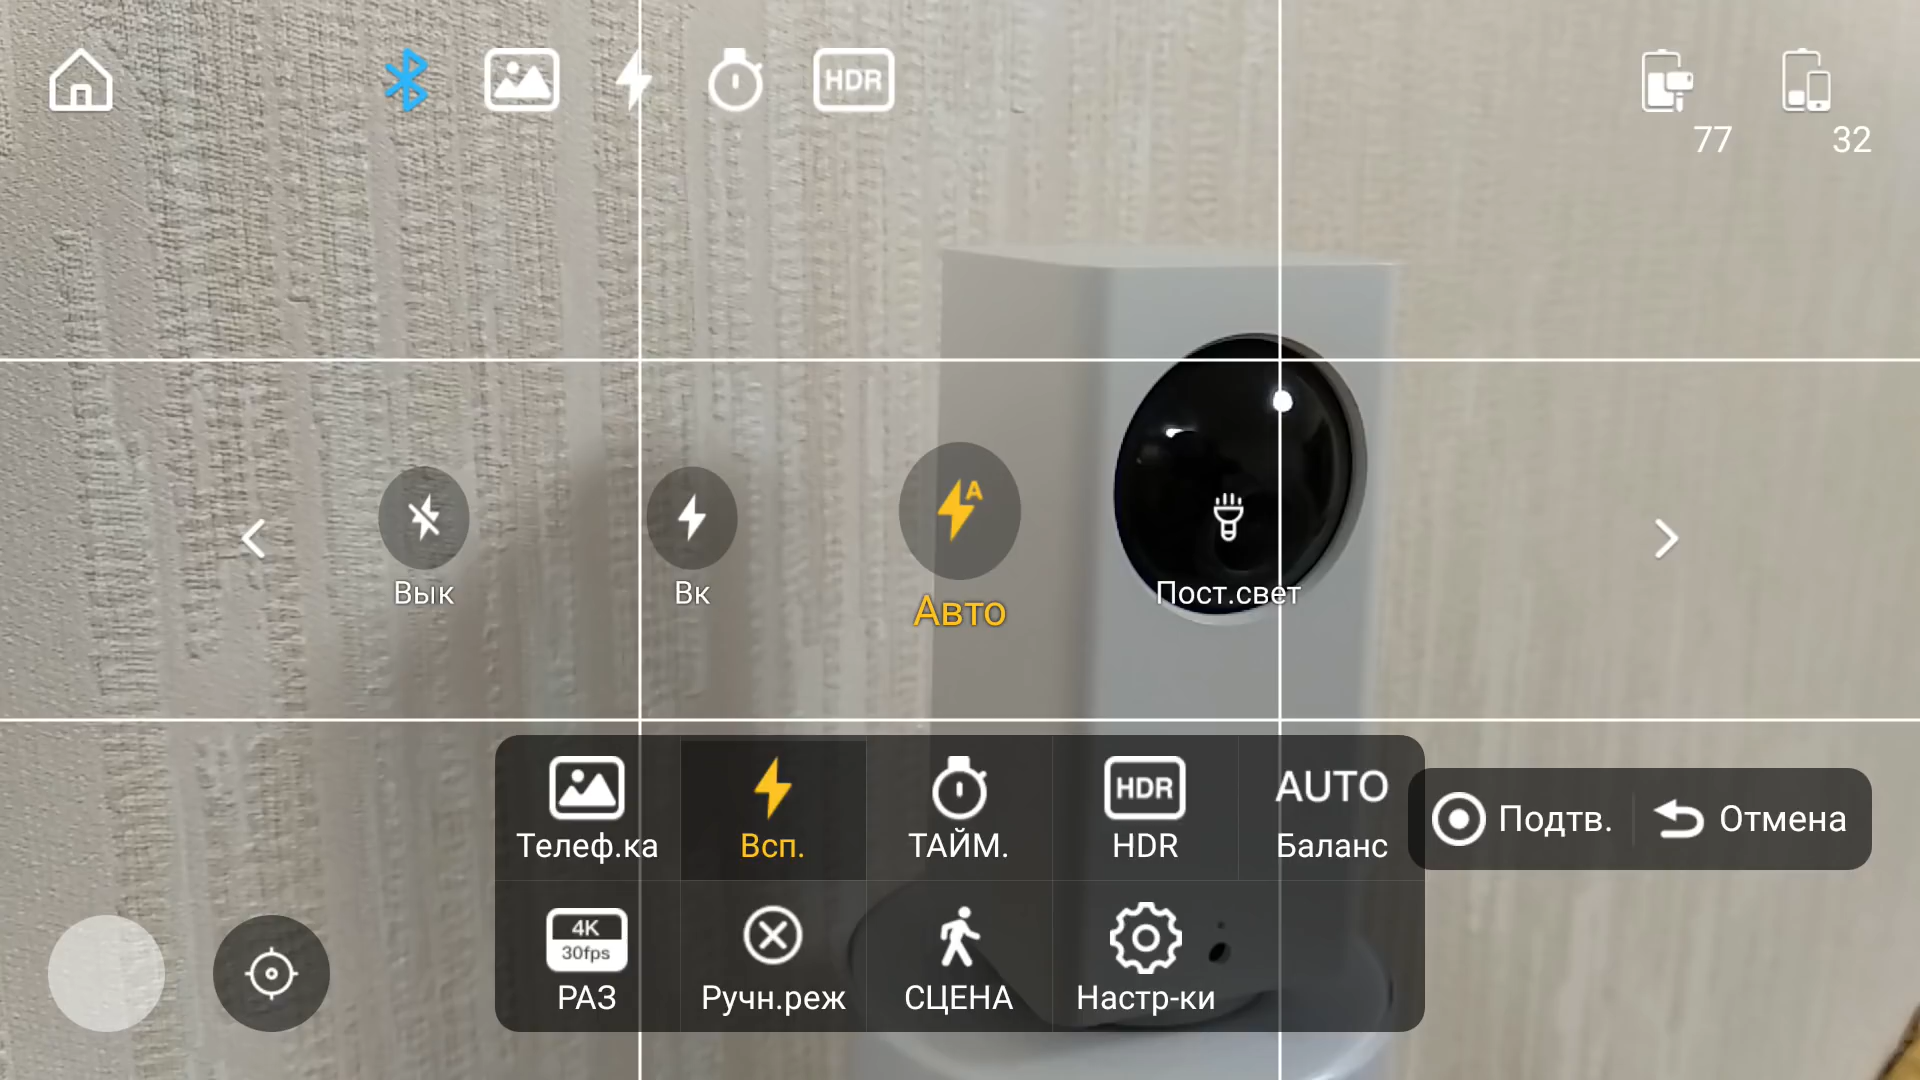 HDR
77
32
A
Вык
Вк
Авто
Пост.свет
HDR
AUTO
Телеф.ка
Всп.
ТАЙМ.
HDR
Баланс
Подтв.
Отмена
4K
30fps
РАЗ
Ручн.реж
СЦЕНА
Настр-ки